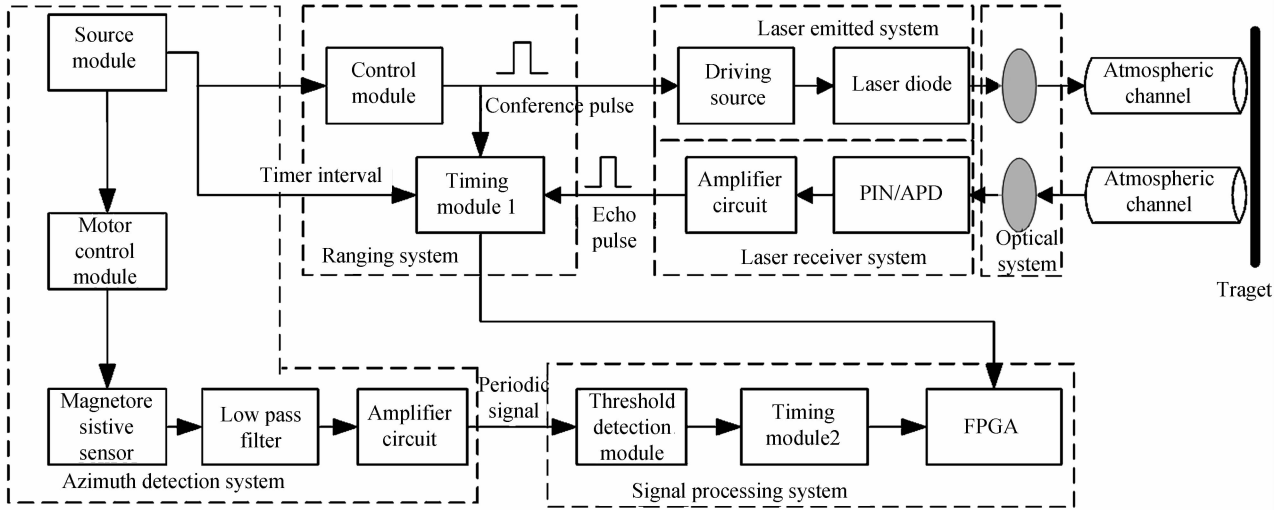 Source
module
Control
module
Conference pulse
Laser emitted system
Driving
source
Laser diode
Atmospheric
channel
Timer interval
Timing
module 1
Echo
pulse
Amplifier
circuit
PIN/APD
Atmospheric
channel
Ranging system
Laser receiver system
Optical
system
Traget
Motor
control
module
Magnetore
sistive
sensor
Low pass
filter
Amplifier
circuit
Periodic
signal
Threshold
detection
module
Timing
module2
FPGA
Azimuth detection system
Signal processing system